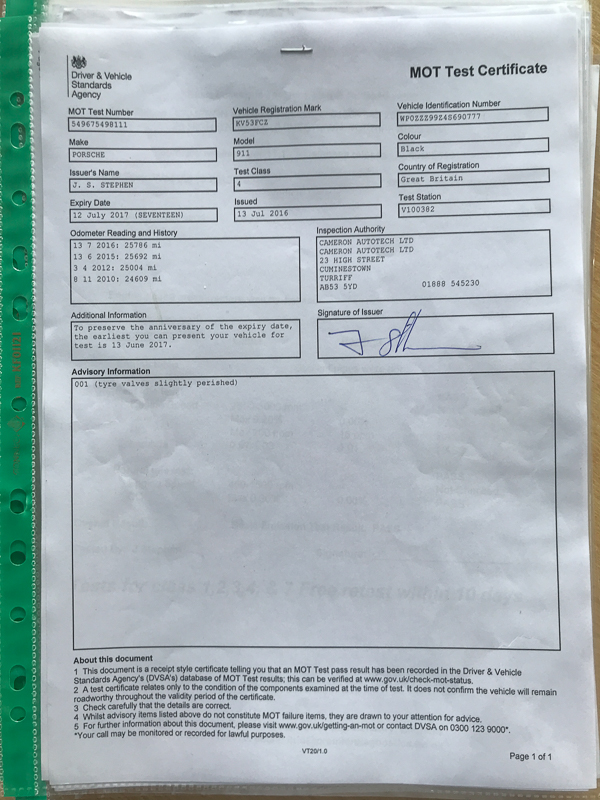 Driver & Vehicle
Standards
Agency
MOT Test Certificate
MOT Test Number
549675498111
Vehicle Registration Mark
KV53FCZ
Vehicle Identification Number
WP0ZZZ99Z4S690777
Make
PORSCHE
Model
911
Colour
Black
Issuer's Name
J. S. STEPHEN
Test Class
4
Country of Registration
Great Britain
Expiry Date
12 July 2017 (SEVENTEEN)
Issued
13 Jul 2016
Test Station
V100382
Odometer Reading and History
13 7 2016: 25786 mi
13 6 2015: 25692 mi
3 4 2012: 25004 mi
8 11 2010: 24609 mi
Inspection Authority
CAMERON AUTOTECH LTD
CAMERON AUTOTECH LTD
23 HIGH STREET
CUMINESTOWN
TURRIFF
AB53 5YD 01888 545230
Additional Information
To preserve the anniversary of the expiry date,
the earliest you can present your vehicle for
test is 13 June 2017.
Signature of Issuer
Advisory Information
001 (tyre valves slightly perished)
About this document
1 This document is a receipt style certificate telling you that an MOT Test pass result has been recorded in the Driver & Vehicle
Standards Agency's (DVSA's) database of MOT Test results; this can be verified at www.gov.uk/check-mot-status.
2 A test certificate relates only to the condition of the components examined at the time of test. It does not confirm the vehicle will remain
roadworthy throughout the validity period of the certificate.
3 Check carefully that the details are correct.
4 Whilst advisory items listed above do not constitute MOT failure items, they are drawn to your attention for advice.
5 For further information about this document, please visit www.gov.uk/getting-an-mot or contact DVSA on 0300 123 9000*.
*Your call may be monitored or recorded for lawful purposes.
VT20/1.0
Page 1 of 1